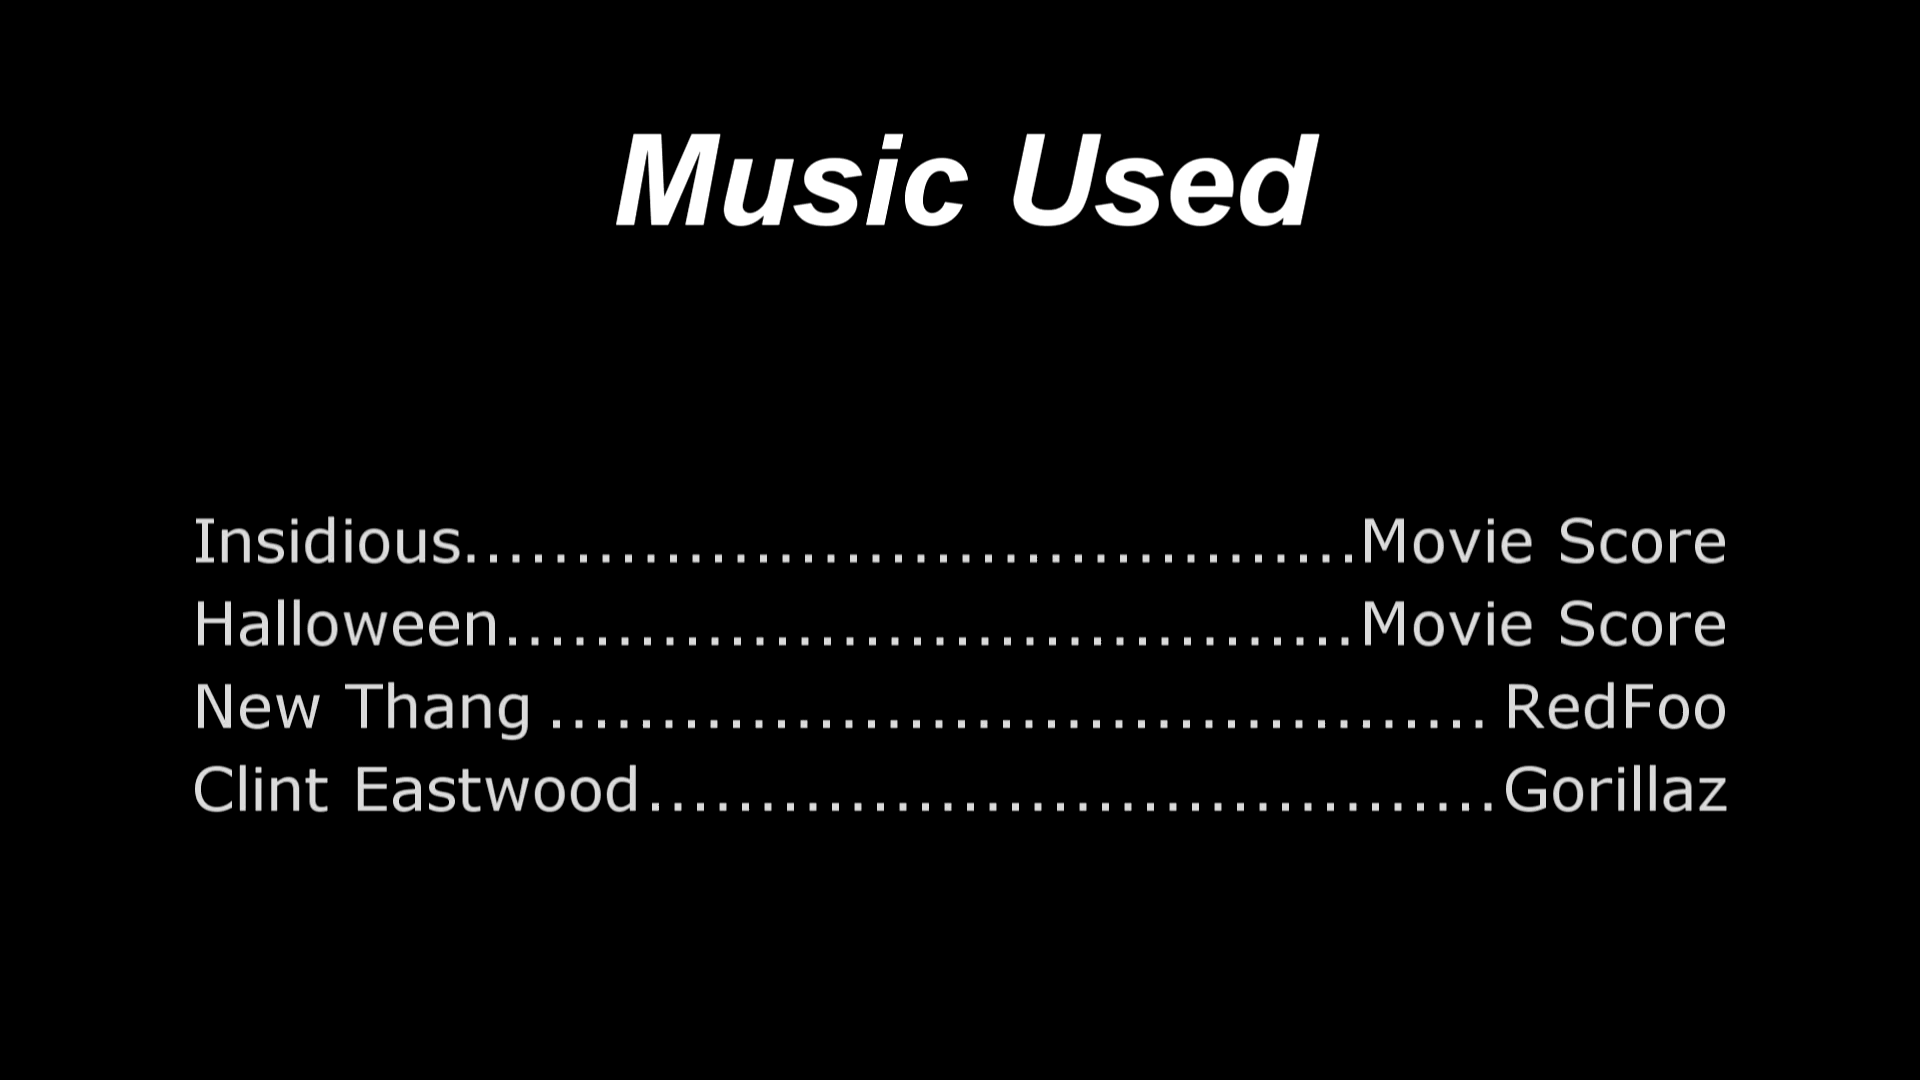 Music Used
Insidious........................................Movie Score
Halloween......................................Movie Score
New Thang .......................................... RedFoo
Clint Eastwood......................................Gorillaz